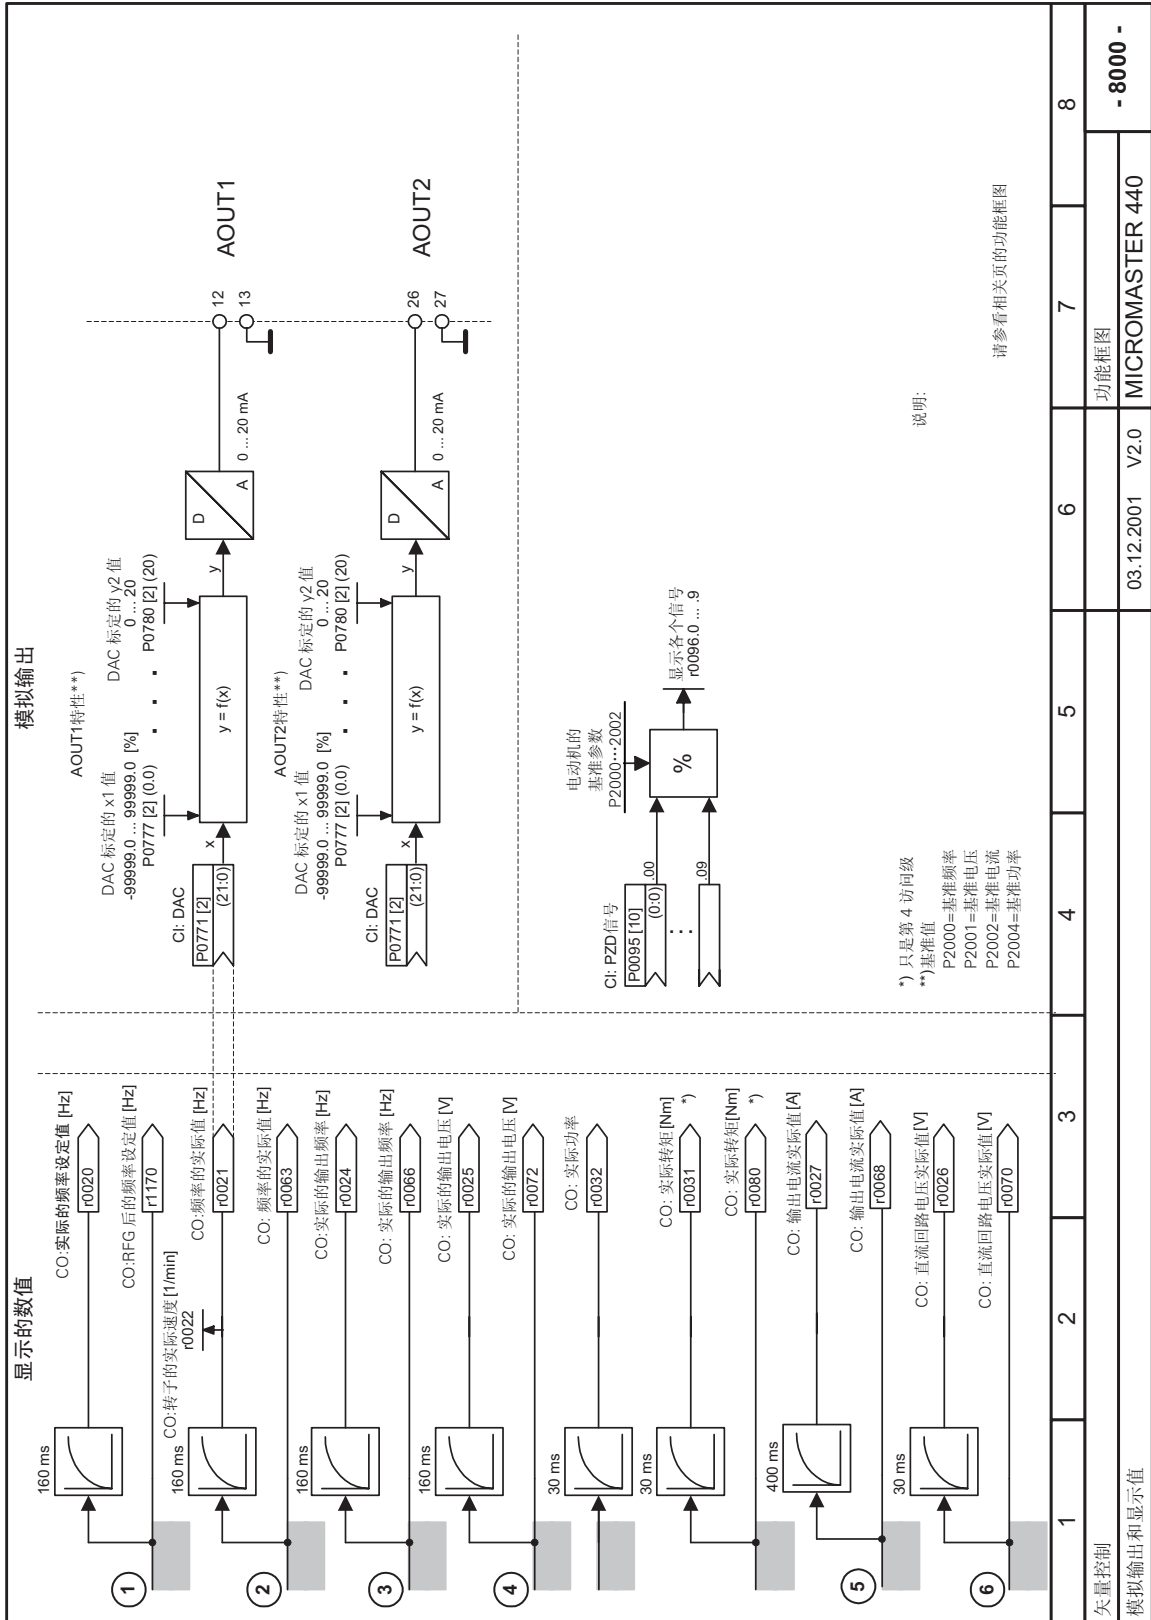 显示的数值
模拟输出
160 ms
CO:实际的频率设定值 [Hz]
r0020
CO:RFG 后的频率设定值 [Hz]
r1170
1
160 ms
CO:转子的实际速度[1/min]
r0022
CO:频率的实际值 [Hz]
r0021
CO: 频率的实际值 [Hz]
r0063
2
160 ms
CO:实际的输出频率 [Hz]
r0024
CO: 实际的输出频率 [Hz]
r0066
3
160 ms
CO: 实际的输出电压 [V]
r0025
CO: 实际的输出电压 [V]
r0072
4
30 ms
CO: 实际功率
r0032
30 ms
CO: 实际转矩[Nm]
r0031
*)
CO: 实际转矩[Nm]
r0080
*)
400 ms
CO: 输出电流实际值[A]
r0027
CO: 输出电流实际值[A]
r0068
5
30 ms
CO: 直流回路电压实际值[V]
r0026
CO: 直流回路电压实际值[V]
r0070
6
AOUT1特性**)
DAC 标定的 x1 值
-99999.0 ... 99999.0 [%]
P0777 [2] (0.0)
DAC 标定的 y2 值
0 ... 20
P0780 [2] (20)
. . .
CI: DAC
P0771 [2]
(21:0)
x
y = f(x)
y
D
A
0 ... 20 mA
12
13
AOUT1
AOUT2特性**)
DAC 标定的 x1 值
-99999.0 ... 99999.0 [%]
P0777 [2] (0.0)
DAC 标定的 y2 值
0 ... 20
P0780 [2] (20)
. . .
CI: DAC
P0771 [2]
(21:0)
x
y = f(x)
y
D
A
0 ... 20 mA
26
27
AOUT2
电动机的
基准参数
P2000…2002
CI: PZD信号
P0095 [10]
(0:0)
.00
...
.09
%
显示各个信号
r0096.0 ... .9
*) 只是第 4 访问级
**)基准值
P2000=基准频率
P2001=基准电压
P2002=基准电流
P2004=基准功率
说明:
请参看相关页的功能框图
1 2 3 4 5 6 7 8
矢量控制
功能框图
- 8000 -
模拟输出和显示值
03.12.2001 V2.0
MICROMASTER 440